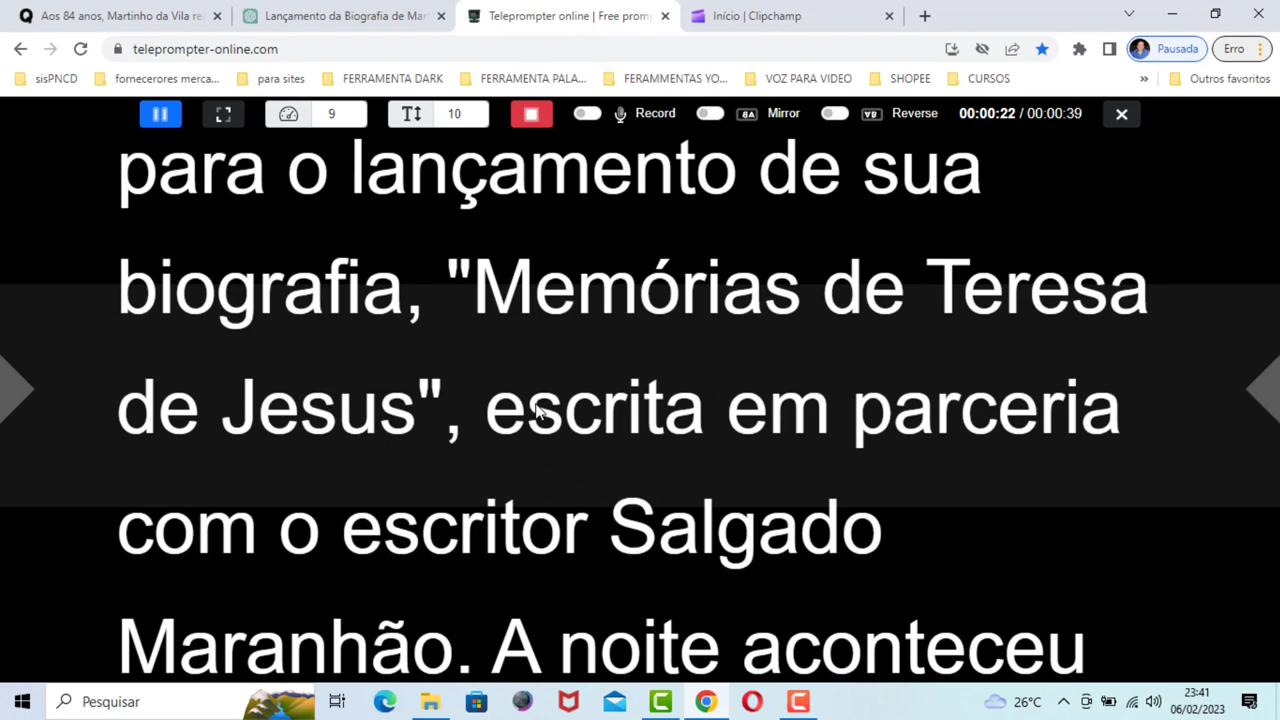 Aos 84 anos, Martinho da Vila re
Lançamento da Biografia de Mar
Teleprompter online | Free prom
Início | Clipchamp
teleprompter-online.com
Pausada
Erro
sisPNCD
fornecerores merca...
para sites
FERRAMENTA DARK
FERRAMENTA PALA...
FERAMMENTAS YO...
VOZ PARA VIDEO
SHOPEE
CURSOS
»
Outros favoritos
9
10
Record
Mirror
Reverse
00:00:22 / 00:00:39
para o lançamento de sua
biografia, "Memórias de Teresa
de Jesus", escrita em parceria
com o escritor Salgado
Maranhão. A noite aconteceu
Pesquisar
26°C
23:41
06/02/2023